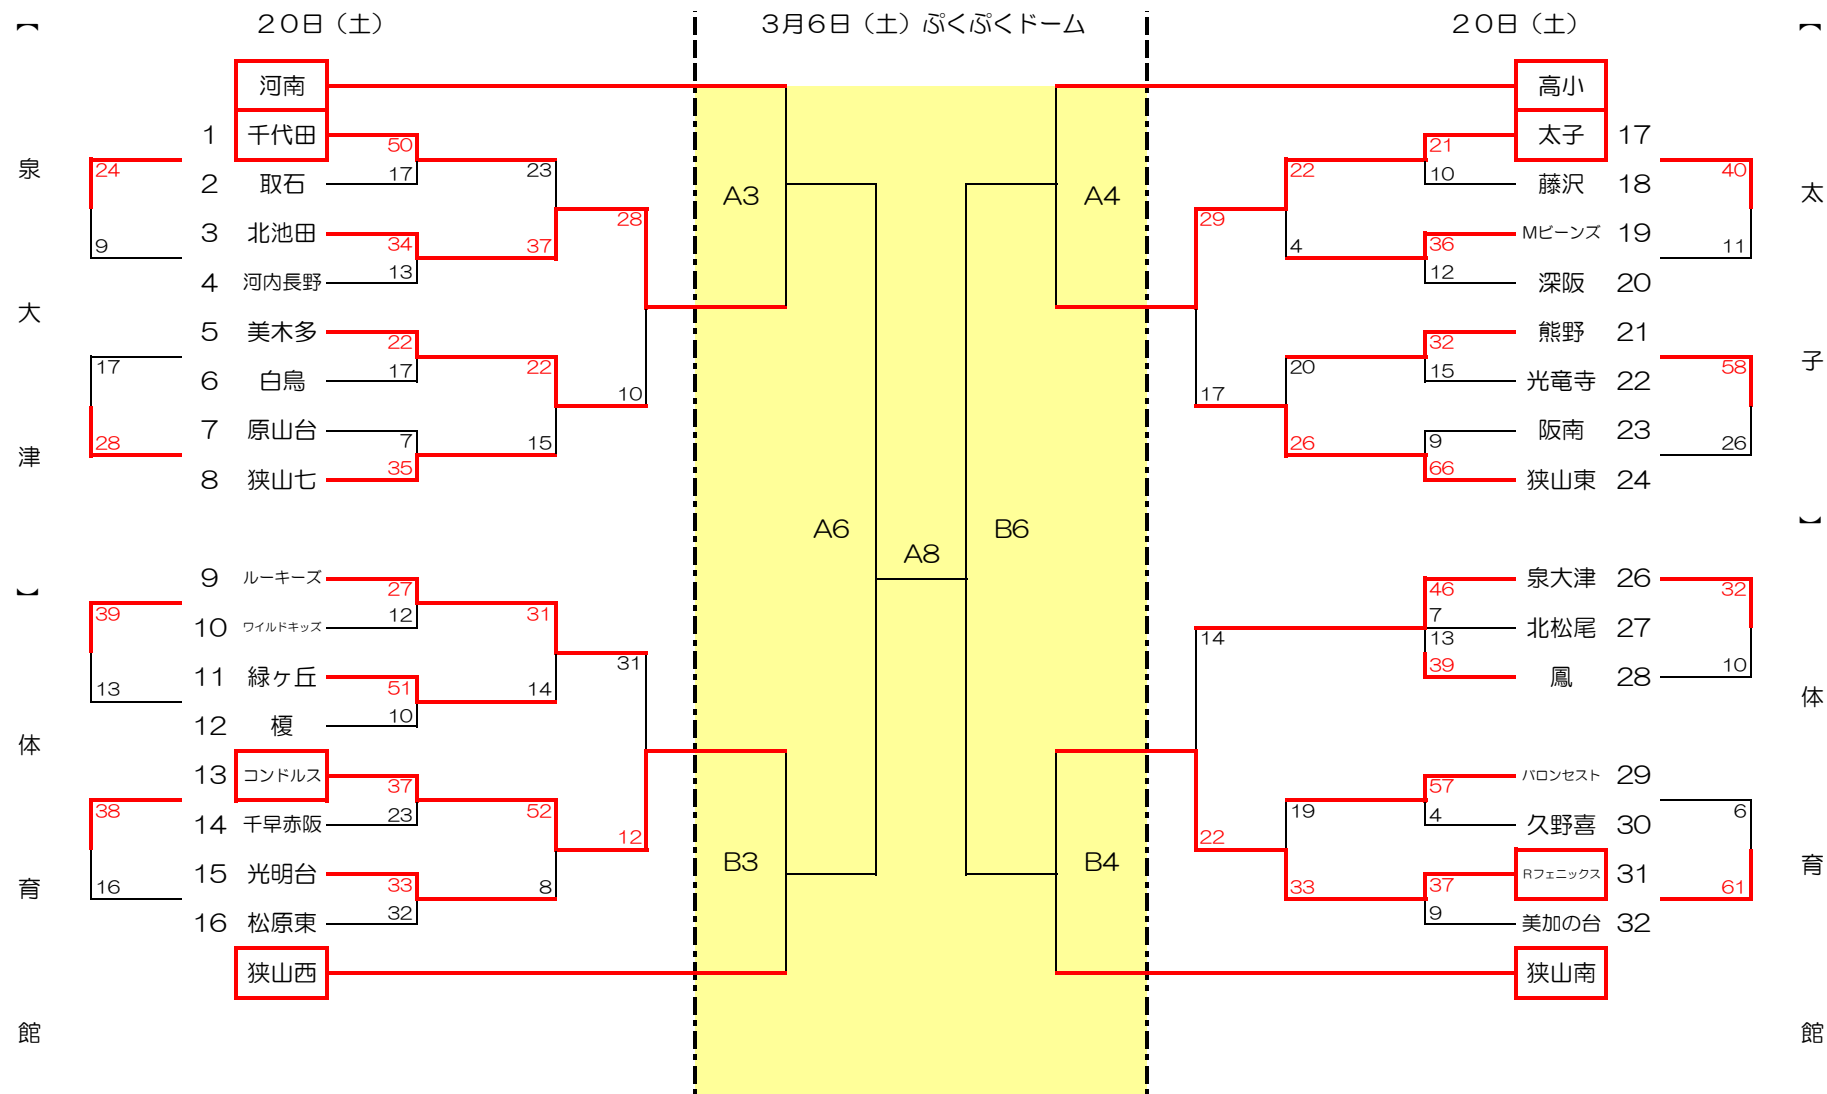 20日（土）
3月6日（土）ぷくぷくドーム
20日（土）
【泉大津】体育館
【太子】体育館
河南
1 千代田 50
2 取石 17
24
9
23
3 北池田 34
4 河内長野 13
37
28
5 美木多 22
6 白鳥 17
17
28
22
7 原山台 7
8 狭山七 35
15
10
9 ルーキーズ 27
10 ワイルドキッズ 12
39
13
31
11 緑ヶ丘 51
12 榎 10
14
31
13 コンドルス 37
14 千早赤阪 23
38
16
52
15 光明台 33
16 松原東 32
8
12
狭山西
A3
A4
A6
A8
B6
B3
B4
高小
21 太子 17
10 藤沢 18
40
11
22
36 Mビーンズ 19
12 深阪 20
4
29
32 熊野 21
15 光竜寺 22
58
26
20
9 阪南 23
66 狭山東 24
26
17
46 泉大津 26
7 北松尾 27
13
39 鳳 28
32
10
14
57 バロンセスト 29
4 久野喜 30
6
61
19
37 Rフェニックス 31
9 美加の台 32
33
22
狭山南